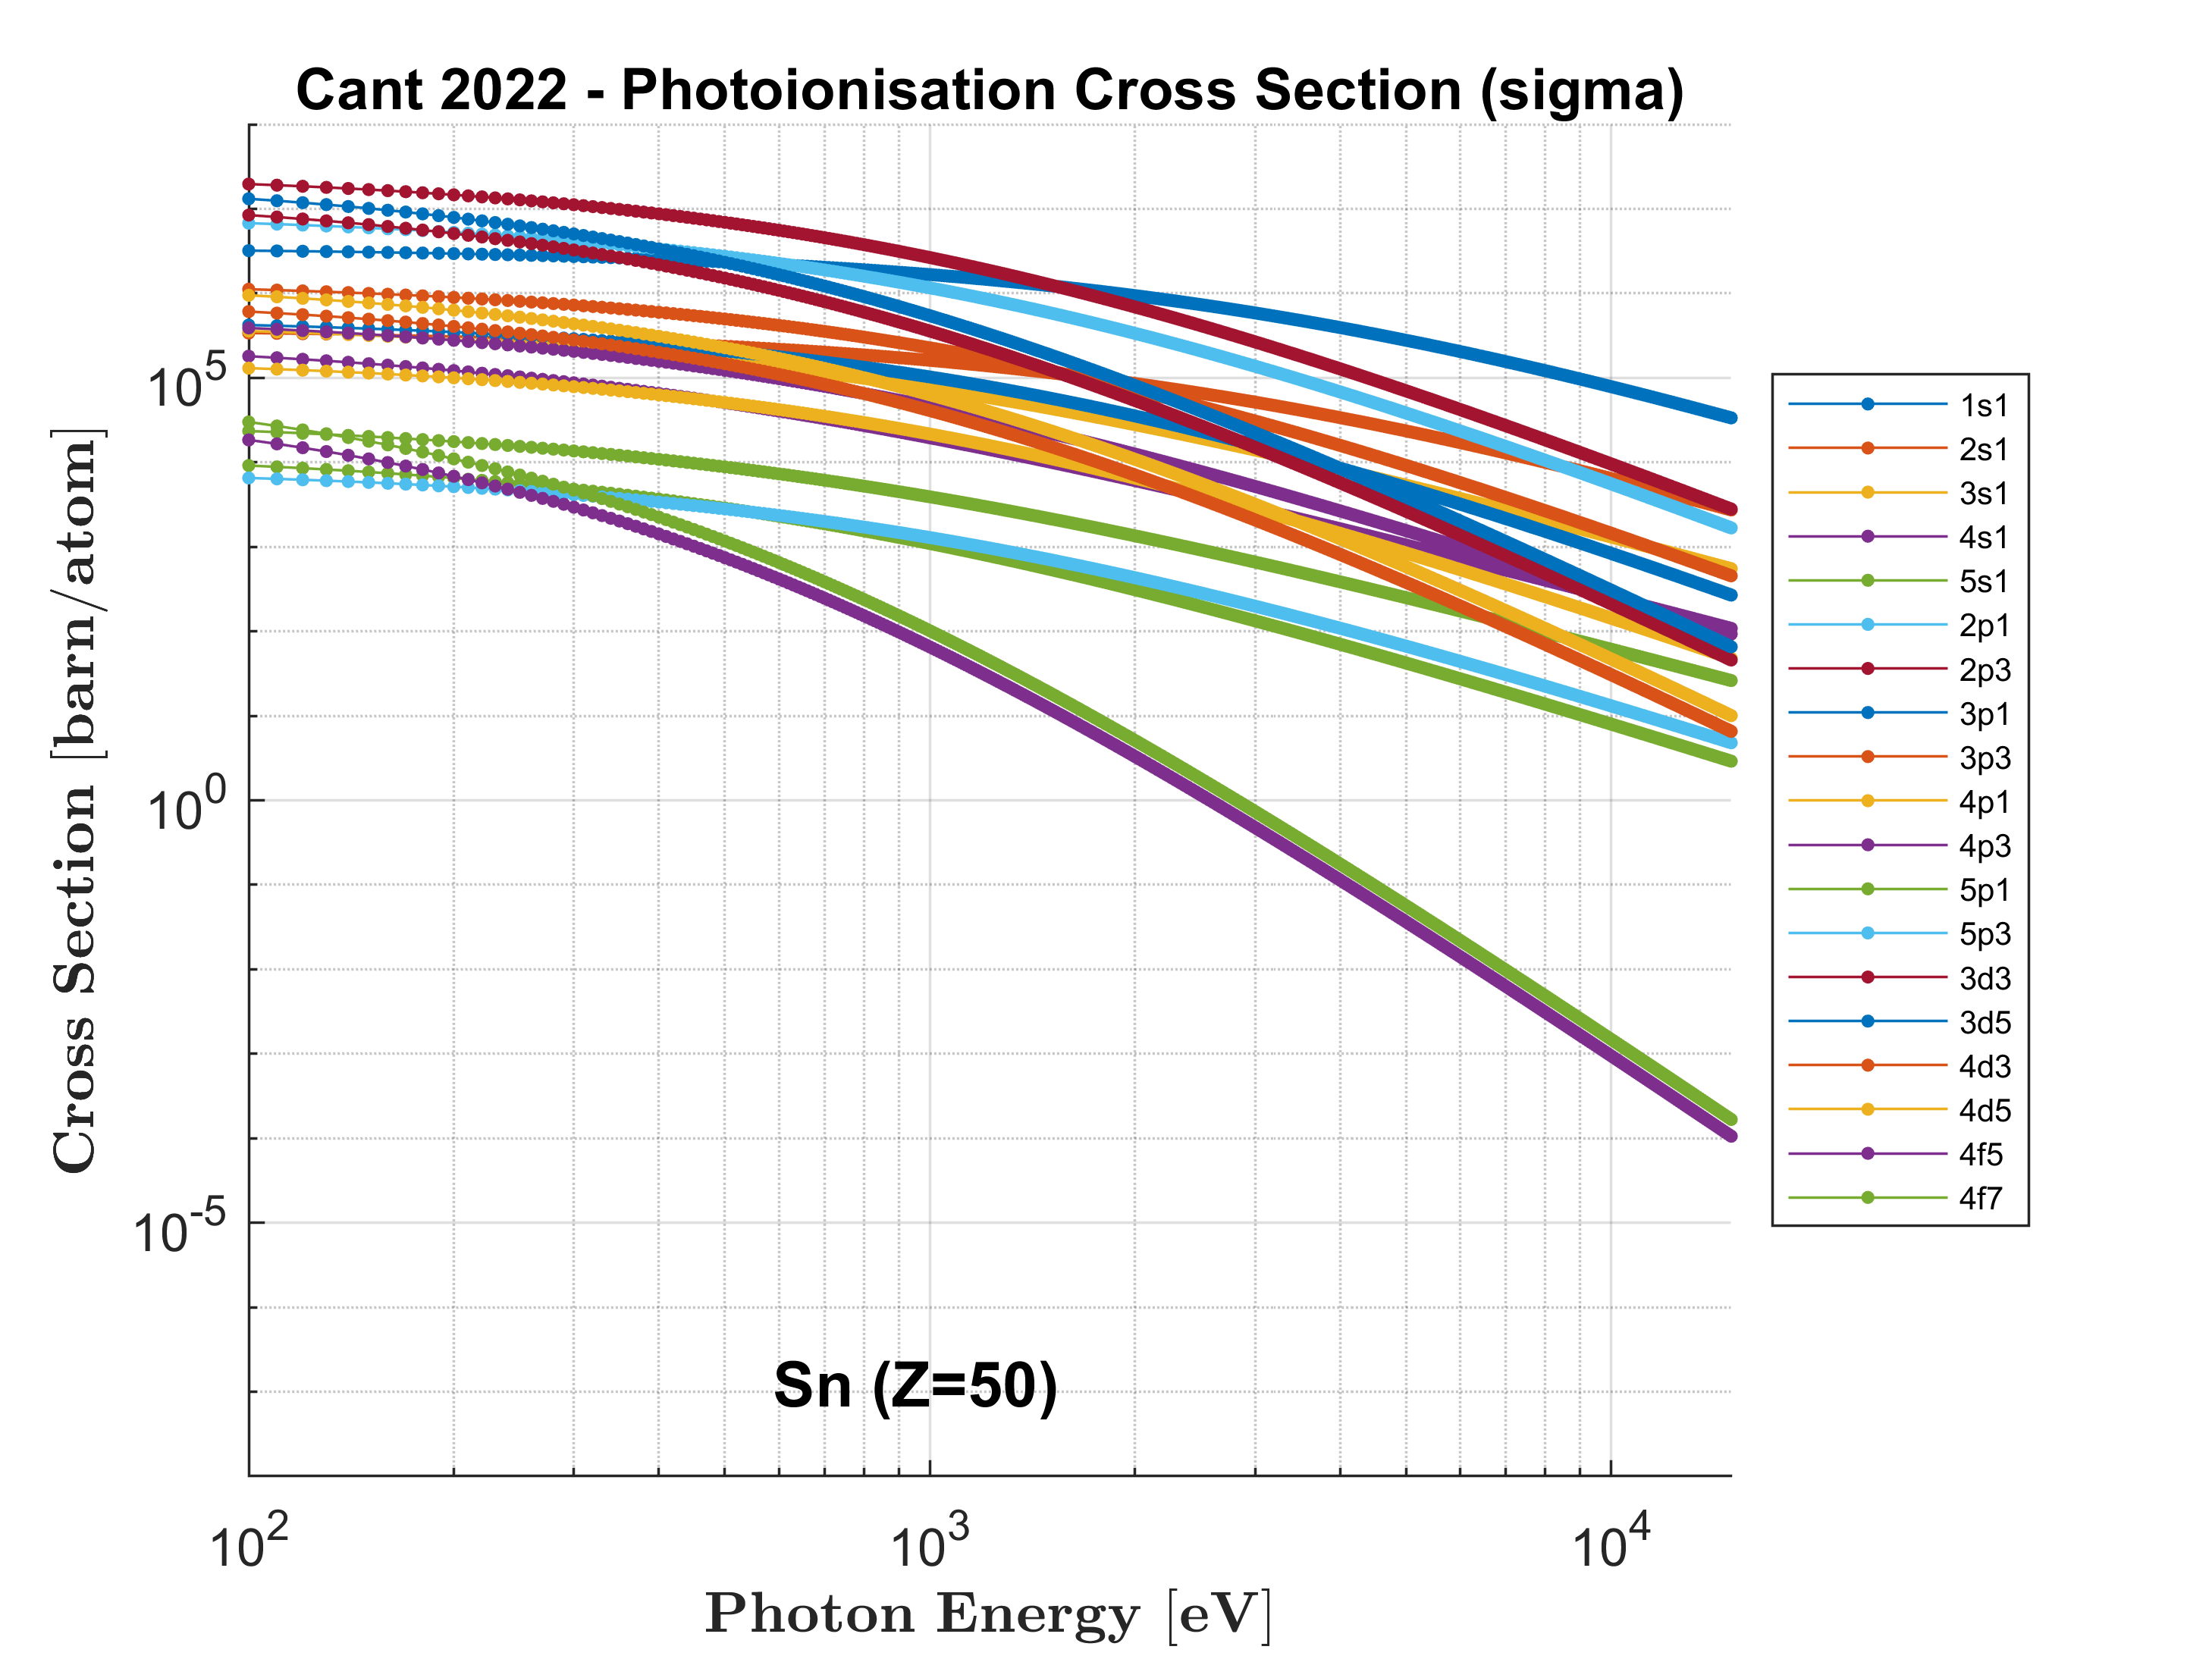 Cant 2022 - Photoionisation Cross Section (sigma)
Cross Section [barn/atom]
10^5
10^0
10^-5
Sn (Z=50)
10^2
10^3
10^4
Photon Energy [eV]
1s1
2s1
3s1
4s1
5s1
2p1
2p3
3p1
3p3
4p1
4p3
5p1
5p3
3d3
3d5
4d3
4d5
4f5
4f7